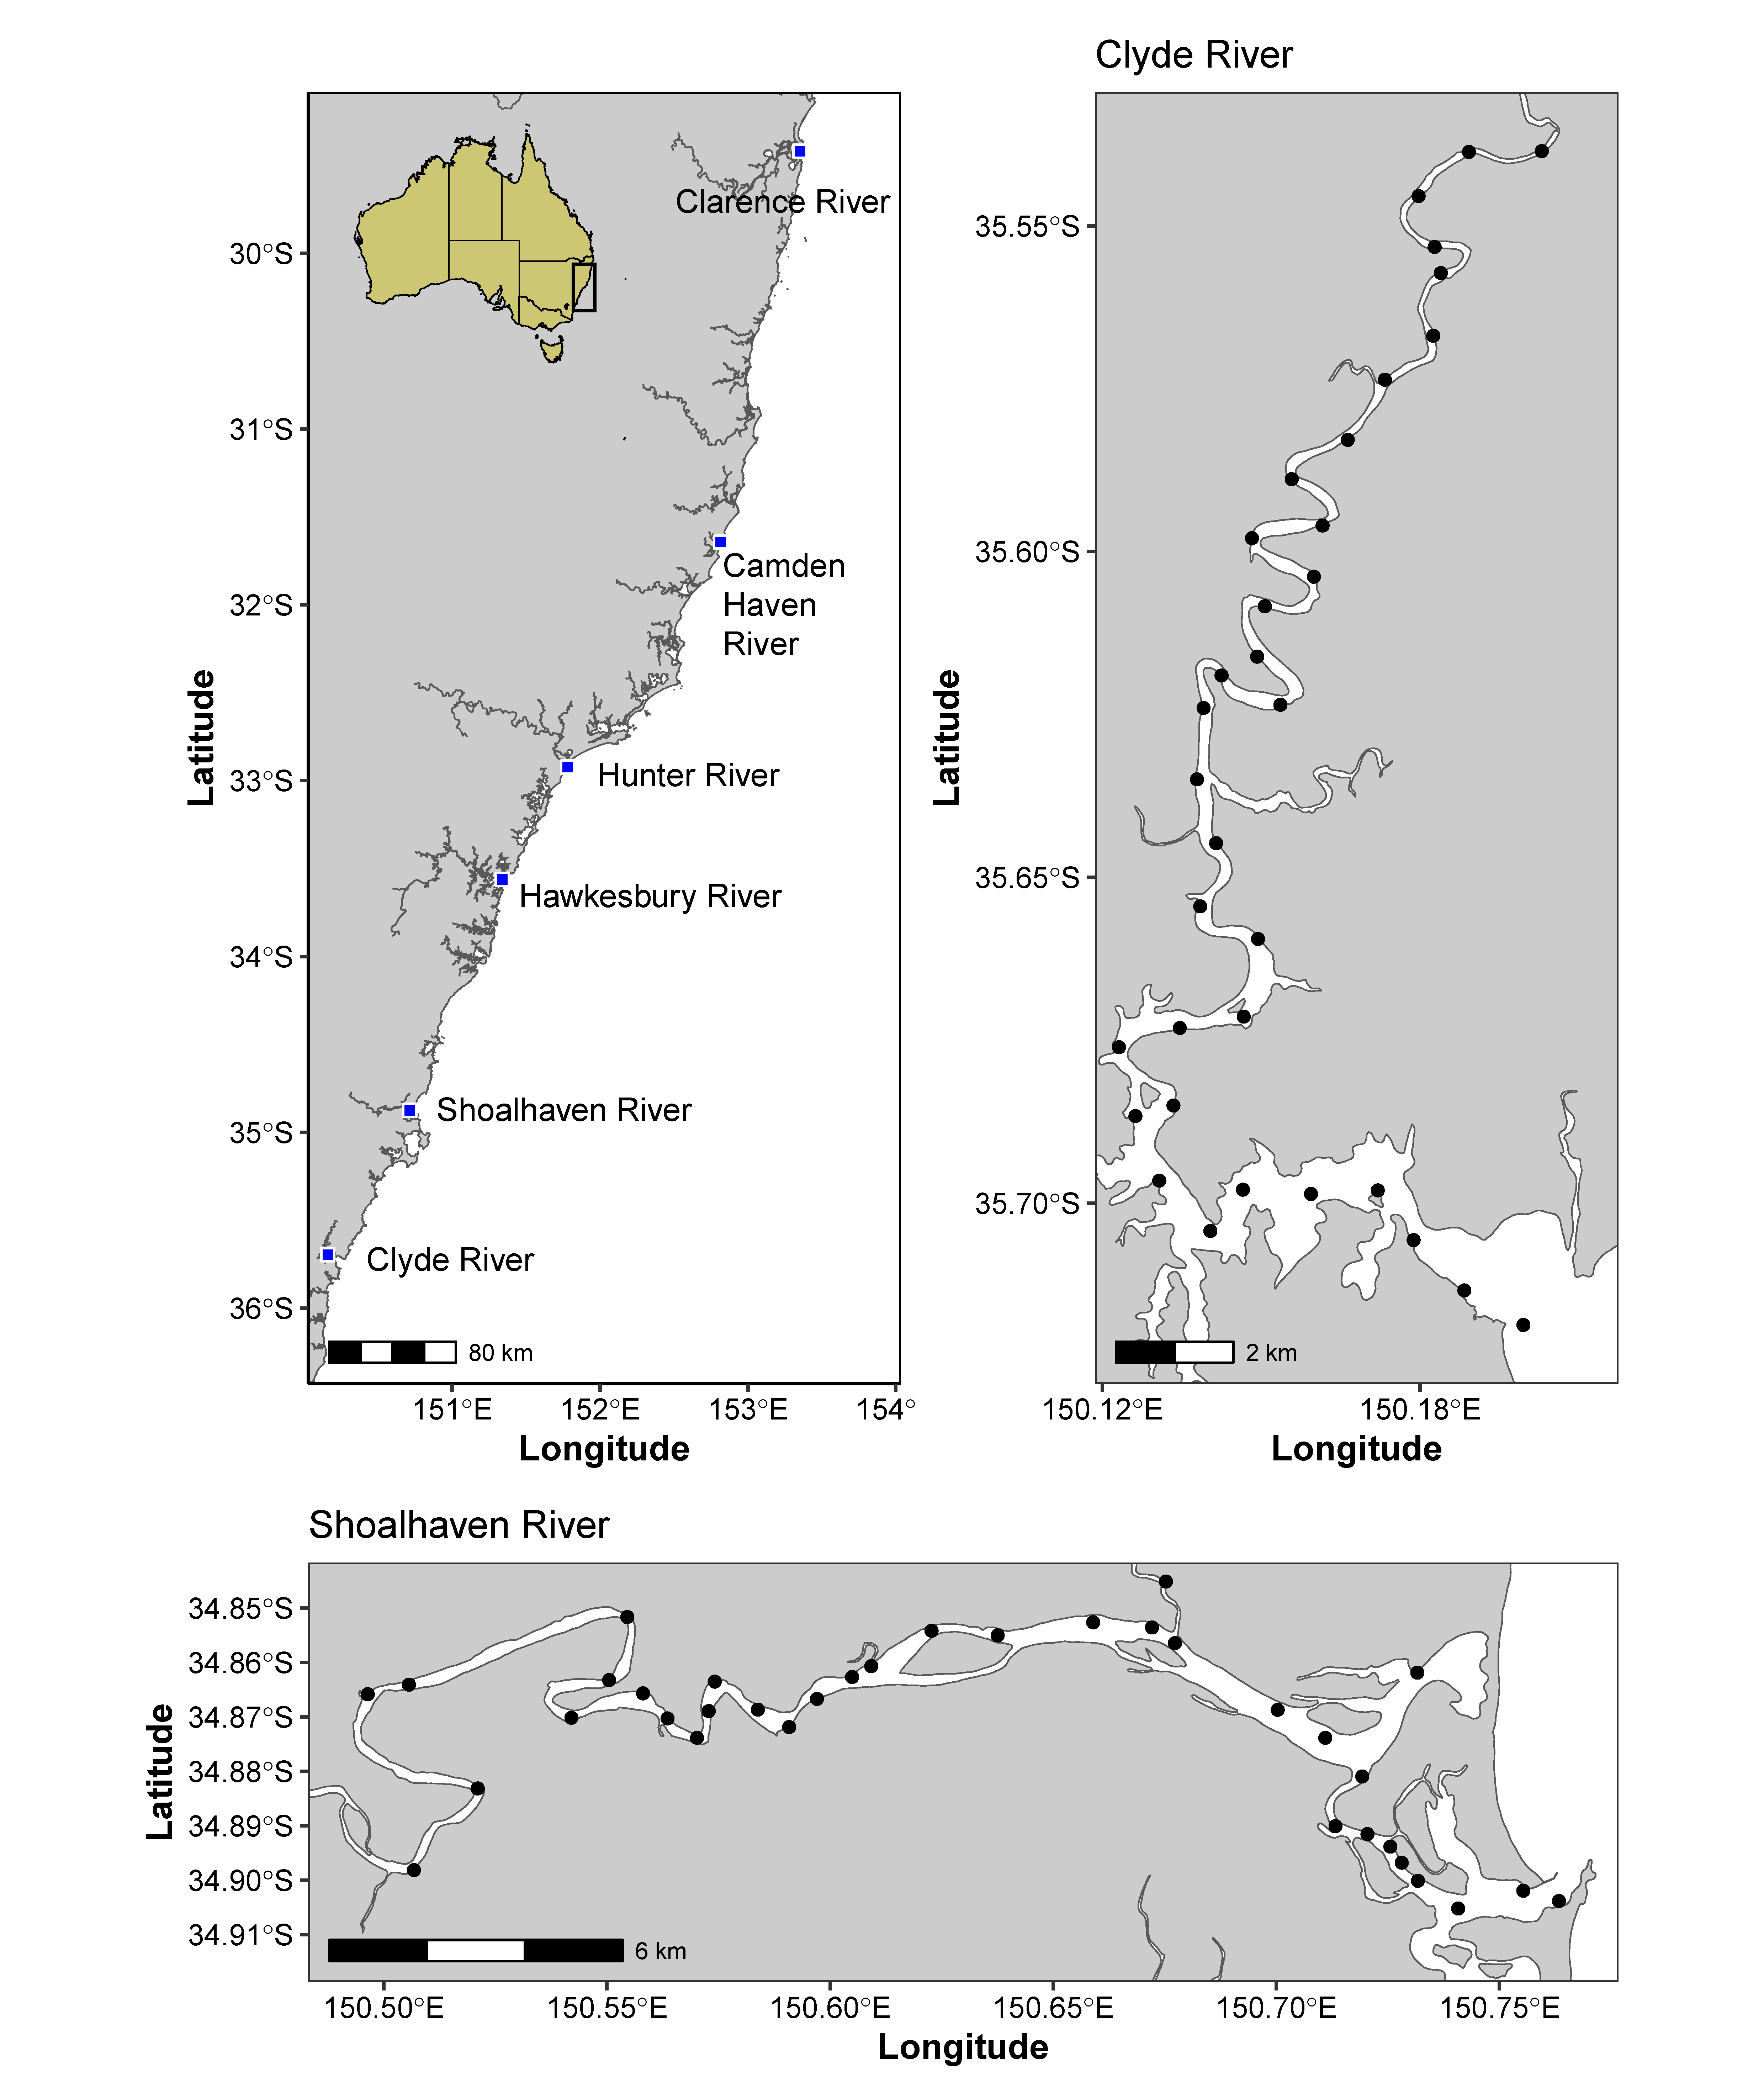 Clyde River
Clarence River
Camden
Haven
River
Hunter River
Hawkesbury River
Shoalhaven River
Clyde River
30°S
31°S
32°S
33°S
34°S
35°S
36°S
Latitude
80 km
151°E
152°E
153°E
154°
Longitude
35.55°S
35.60°S
35.65°S
35.70°S
Latitude
2 km
150.12°E
150.18°E
Longitude
Shoalhaven River
34.85°S
34.86°S
34.87°S
34.88°S
34.89°S
34.90°S
34.91°S
Latitude
6 km
150.50°E
150.55°E
150.60°E
150.65°E
150.70°E
150.75°E
Longitude